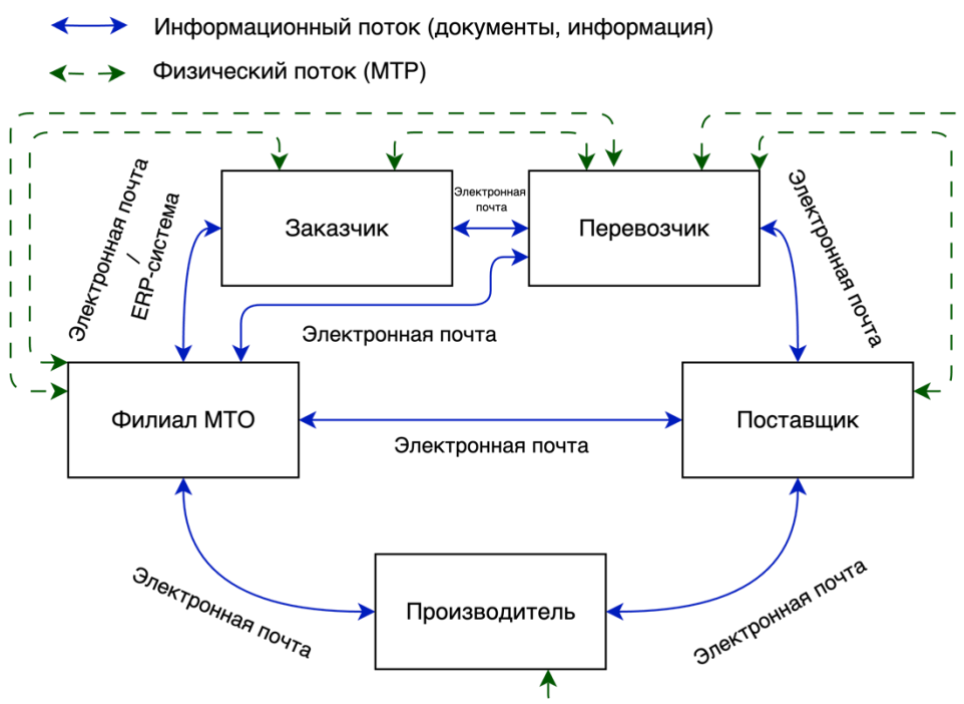 Информационный поток (документы, информация)
Физический поток (МТР)
Электронная почта
/
ERP-система
Заказчик
Электронная
почта
Перевозчик
Электронная почта
Электронная почта
Филиал МТО
Электронная почта
Поставщик
Электронная почта
Производитель
Электронная почта